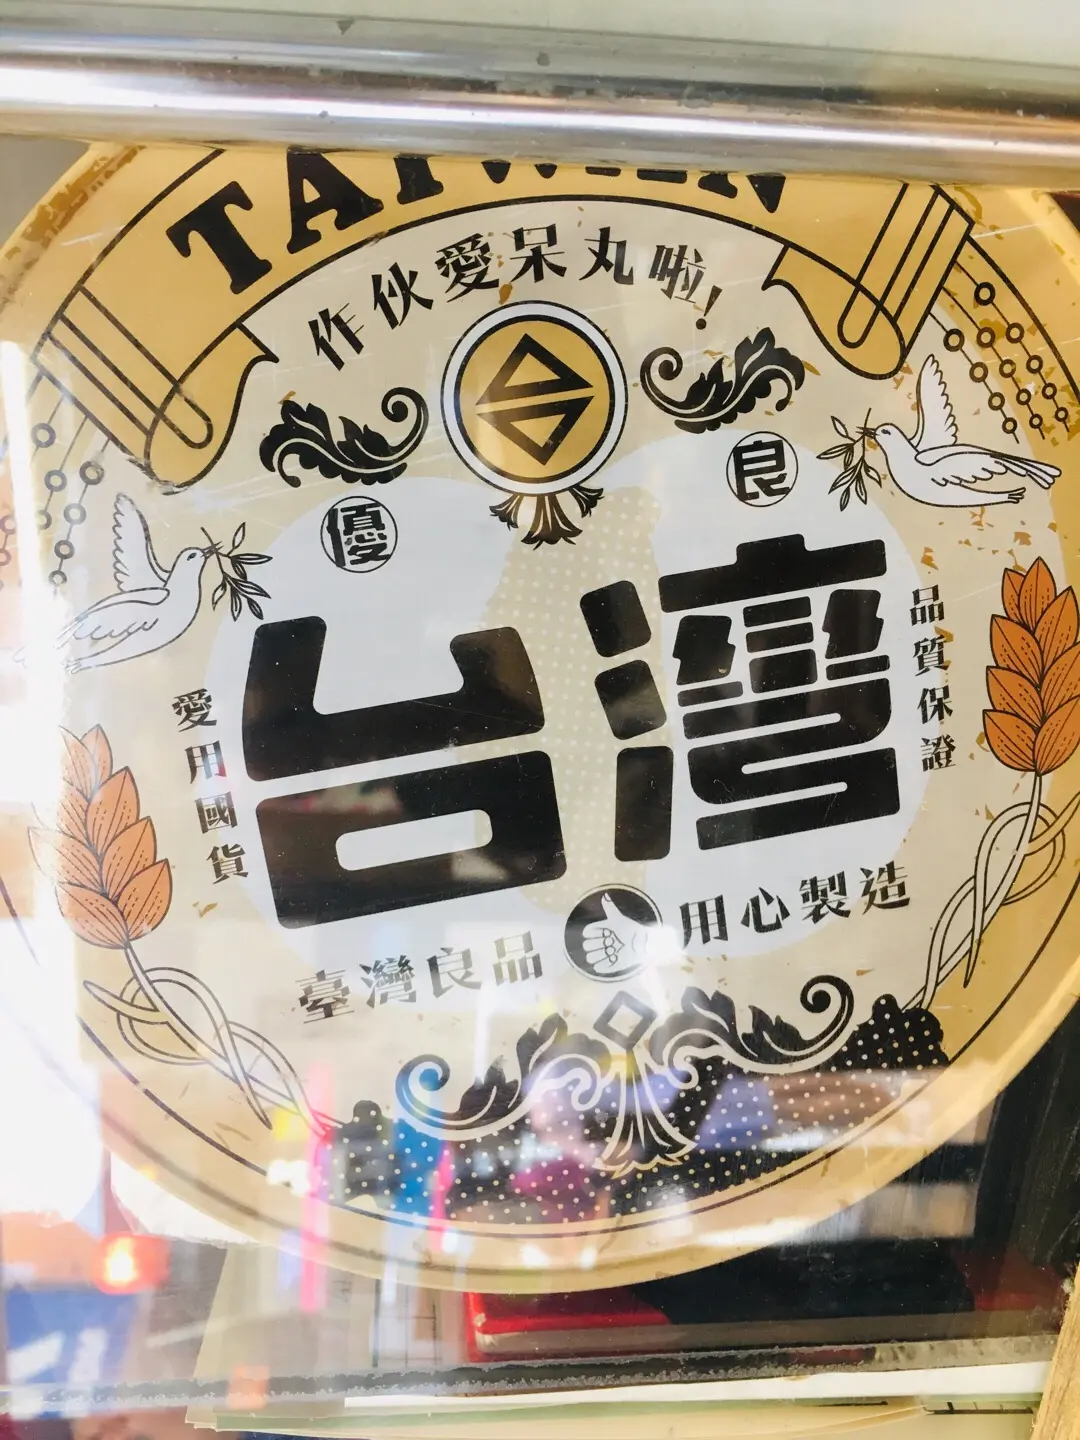 TAIWAN
作伙愛呆丸啦!
優
良
台灣
愛用國貨
品質保證
臺灣良品
用心製造